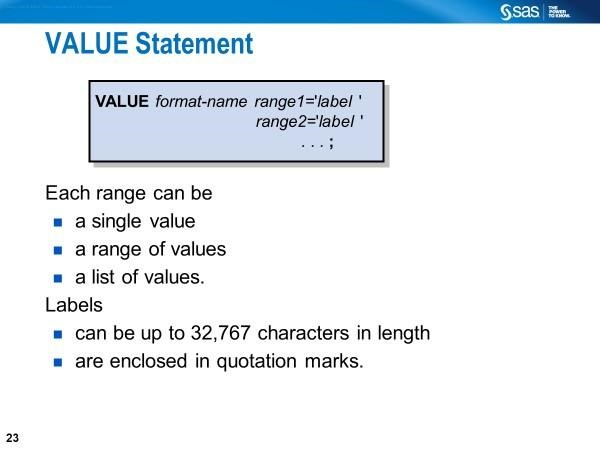 sas THE POWER TO KNOW.
VALUE Statement
VALUE format-name range1='label '
range2='label '
. . . ;
Each range can be
■ a single value
■ a range of values
■ a list of values.
Labels
■ can be up to 32,767 characters in length
■ are enclosed in quotation marks.
23